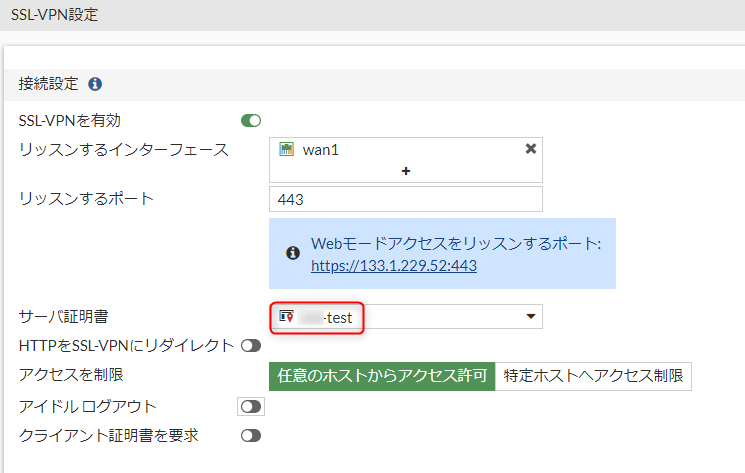 SSL-VPN設定
接続設定
SSL-VPNを有効
リッスンするインターフェース wan1
リッスンするポート 443
Webモードアクセスをリッスンするポート:
https://133.1.229.52:443
サーバ証明書 -test
HTTPをSSL-VPNにリダイレクト
アクセスを制限 任意のホストからアクセス許可 特定ホストへアクセス制限
アイドル ログアウト
クライアント証明書を要求